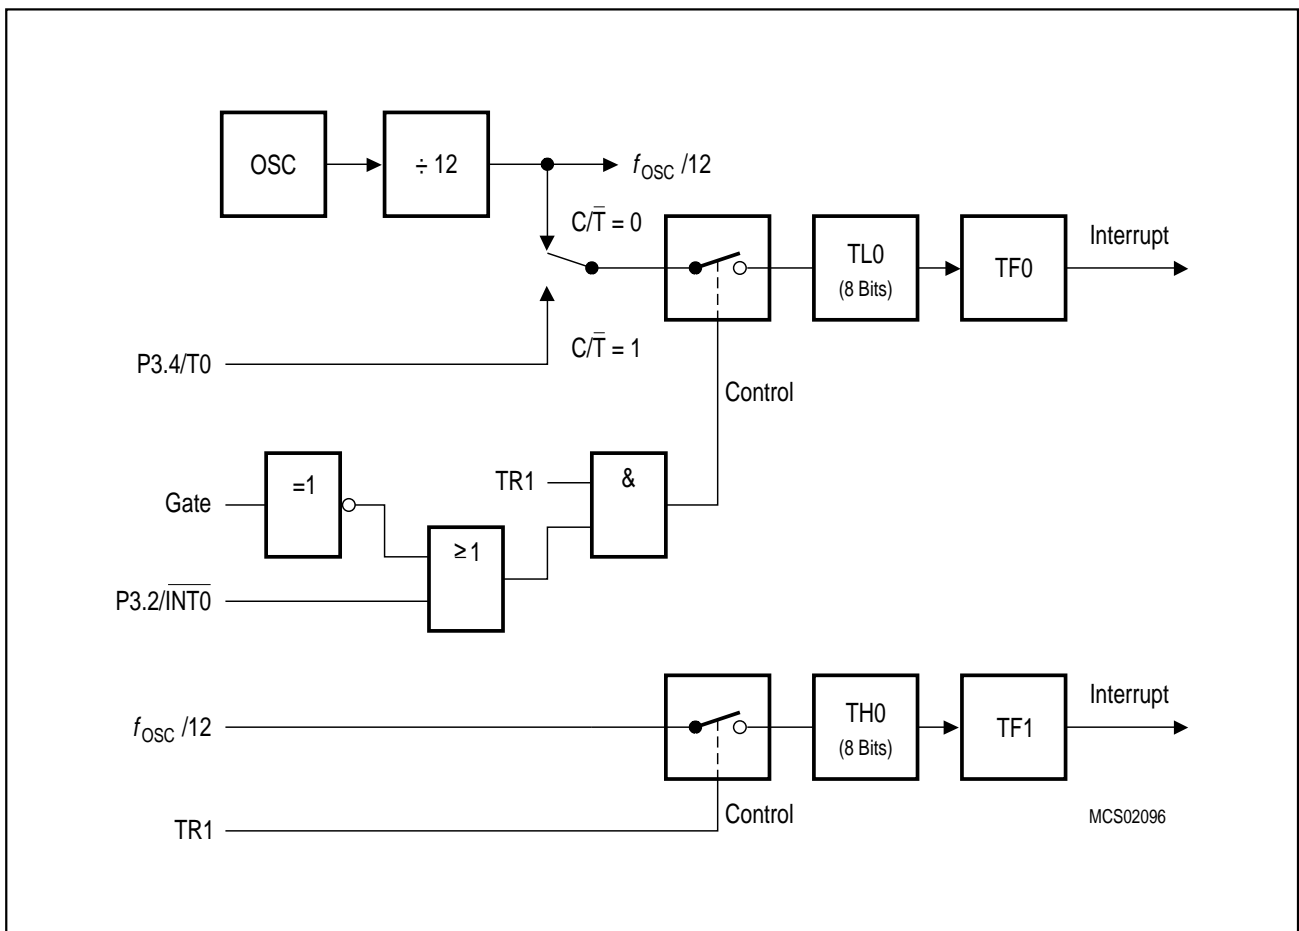 OSC
÷ 12
f OSC /12
C/T̅ = 0
Interrupt
TL0
(8 Bits)
TF0
C/T̅ = 1
P3.4/T0
Control
Gate
=1
TR1
&
≥ 1
P3.2/I̅N̅T̅0̅
f OSC /12
TH0
(8 Bits)
TF1
Interrupt
Control
TR1
MCS02096